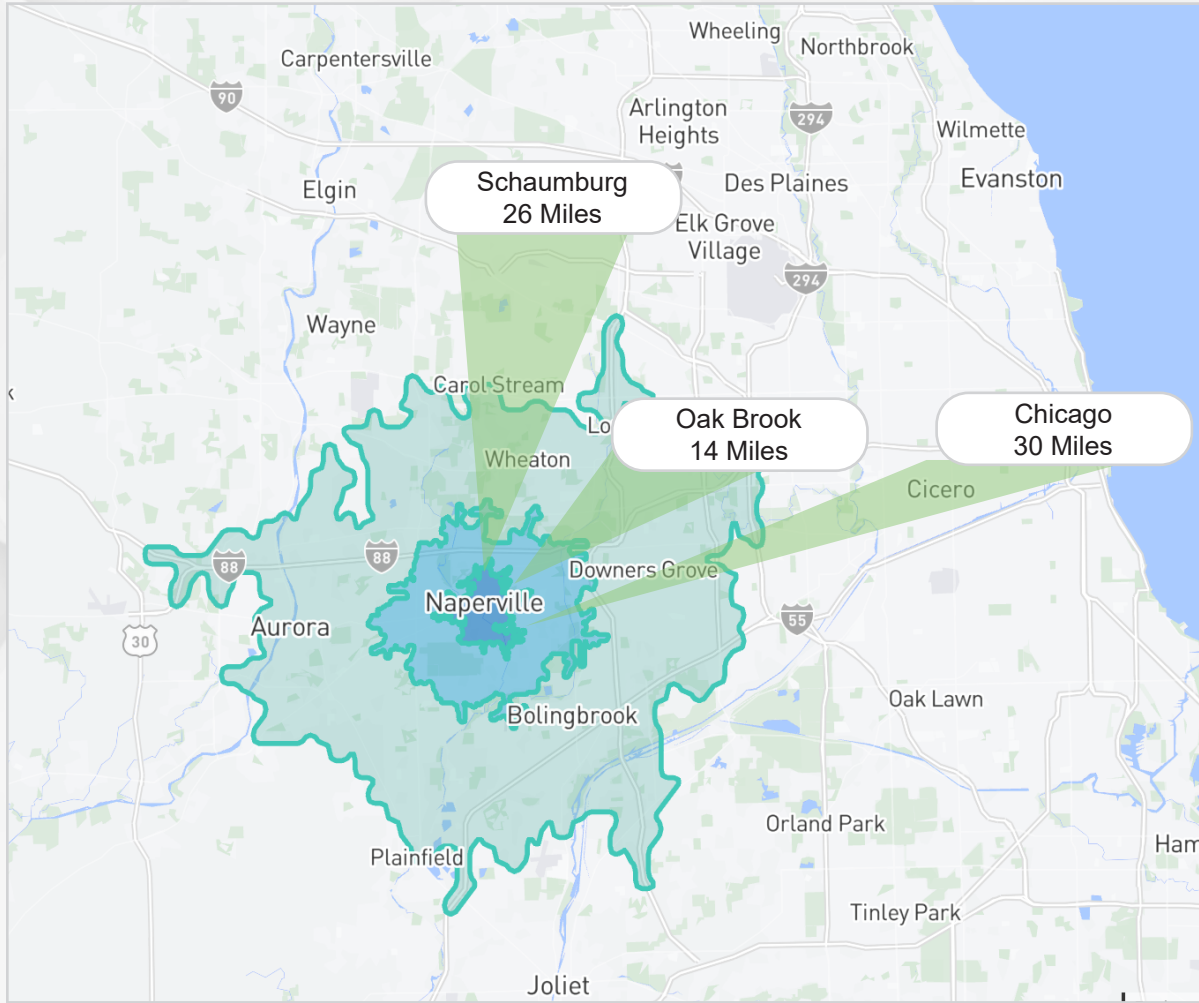 Wheeling
Northbrook
Carpentersville
90
Arlington
Heights
294
Wilmette
Evanston
Schaumburg
26 Miles
Des Plaines
Elgin
Elk Grove
Village
294
Wayne
Carol Stream
Oak Brook
14 Miles
Chicago
30 Miles
Lo
Wheaton
Cicero
88
88
Downers Grove
Naperville
Aurora
30
55
Oak Lawn
Bolingbrook
Orland Park
Plainfield
Ham
Tinley Park
Joliet